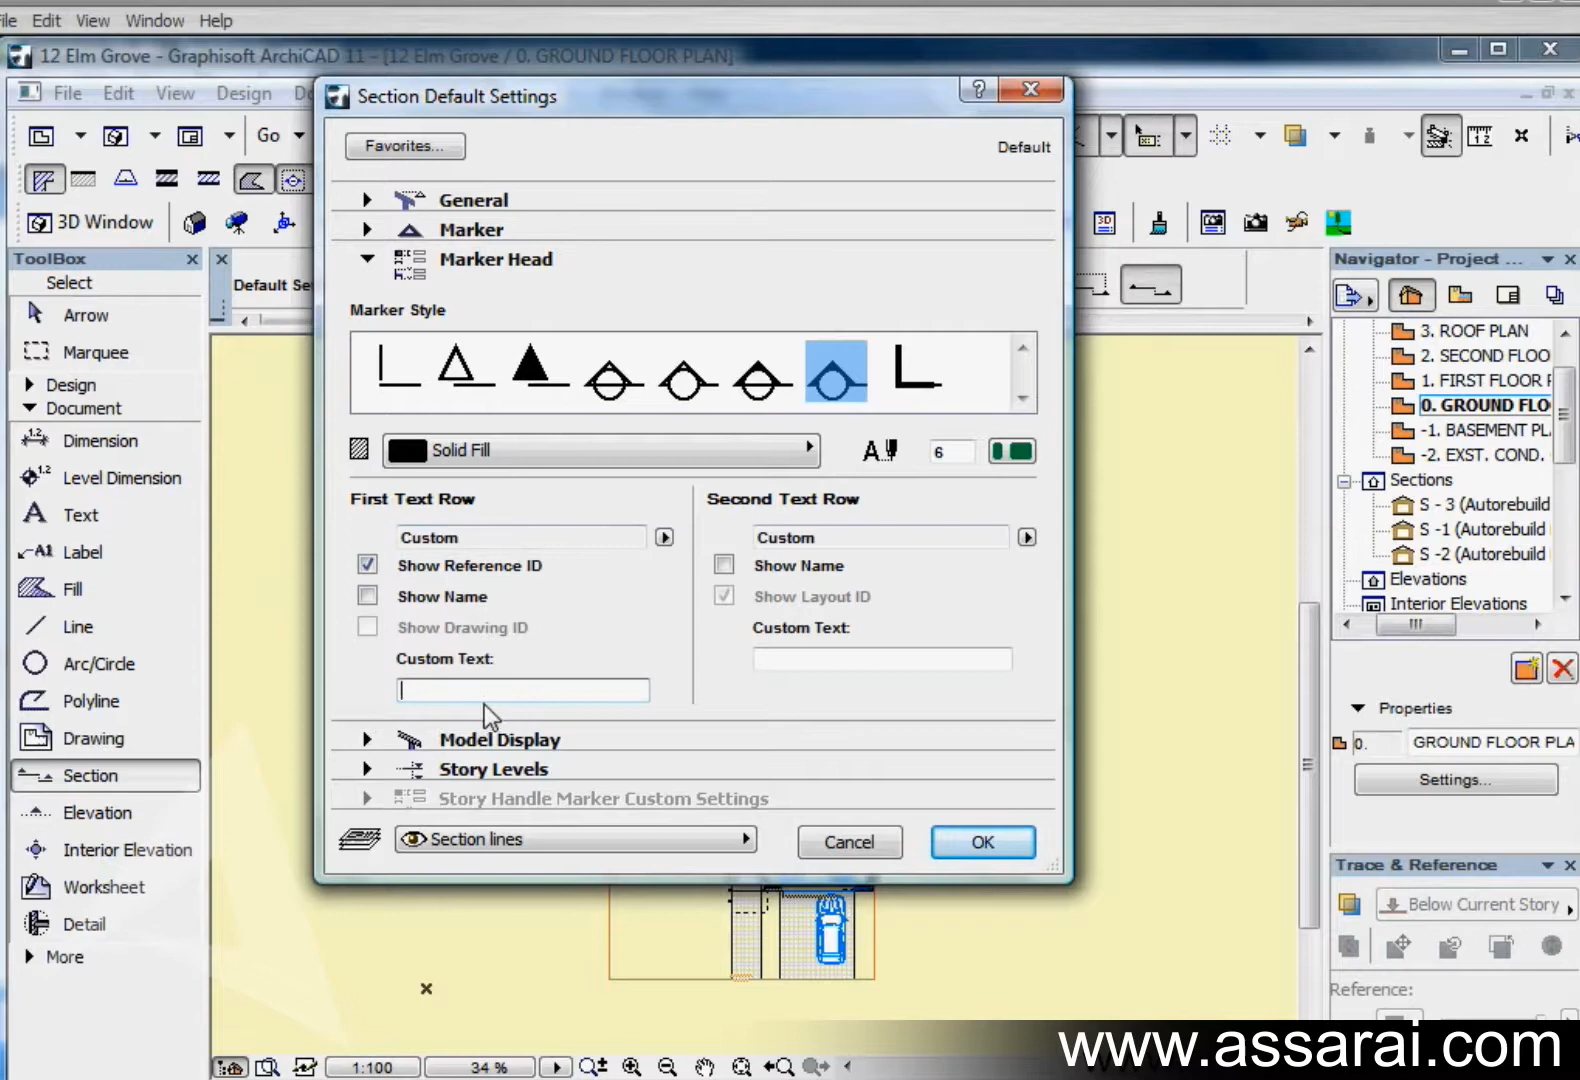 ile Edit View Window Help
12 Elm Grove - Graphisoft ArchiCAD 11 - [12 Elm Grove / 0. GROUND FLOOR PLAN]
File Edit View Design Do
Section Default Settings
Go
Favorites...
Default
General
3D Window
Marker
ToolBox
Marker Head
Navigator - Project ...
Select
Default Se
Marker Style
Arrow
Marquee
Design
Document
Dimension
Level Dimension
Text
Label
Fill
Line
Arc/Circle
Polyline
Drawing
Section
Elevation
Interior Elevation
Worksheet
Detail
More
Solid Fill
6
First Text Row
Custom
Show Reference ID
Show Name
Show Drawing ID
Custom Text:
Second Text Row
Custom
Show Name
Show Layout ID
Custom Text:
Model Display
Story Levels
Story Handle Marker Custom Settings
Section lines
Cancel
OK
3. ROOF PLAN
2. SECOND FLOO
1. FIRST FLOOR F
0. GROUND FLO
-1. BASEMENT PL
-2. EXST. COND.
Sections
S - 3 (Autorebuild
S -1 (Autorebuild
S -2 (Autorebuild
Elevations
Interior Elevations
Properties
0. GROUND FLOOR PLA
Settings...
Trace & Reference
Below Current Story
Reference:
1:100
34 %
www.assarai.com